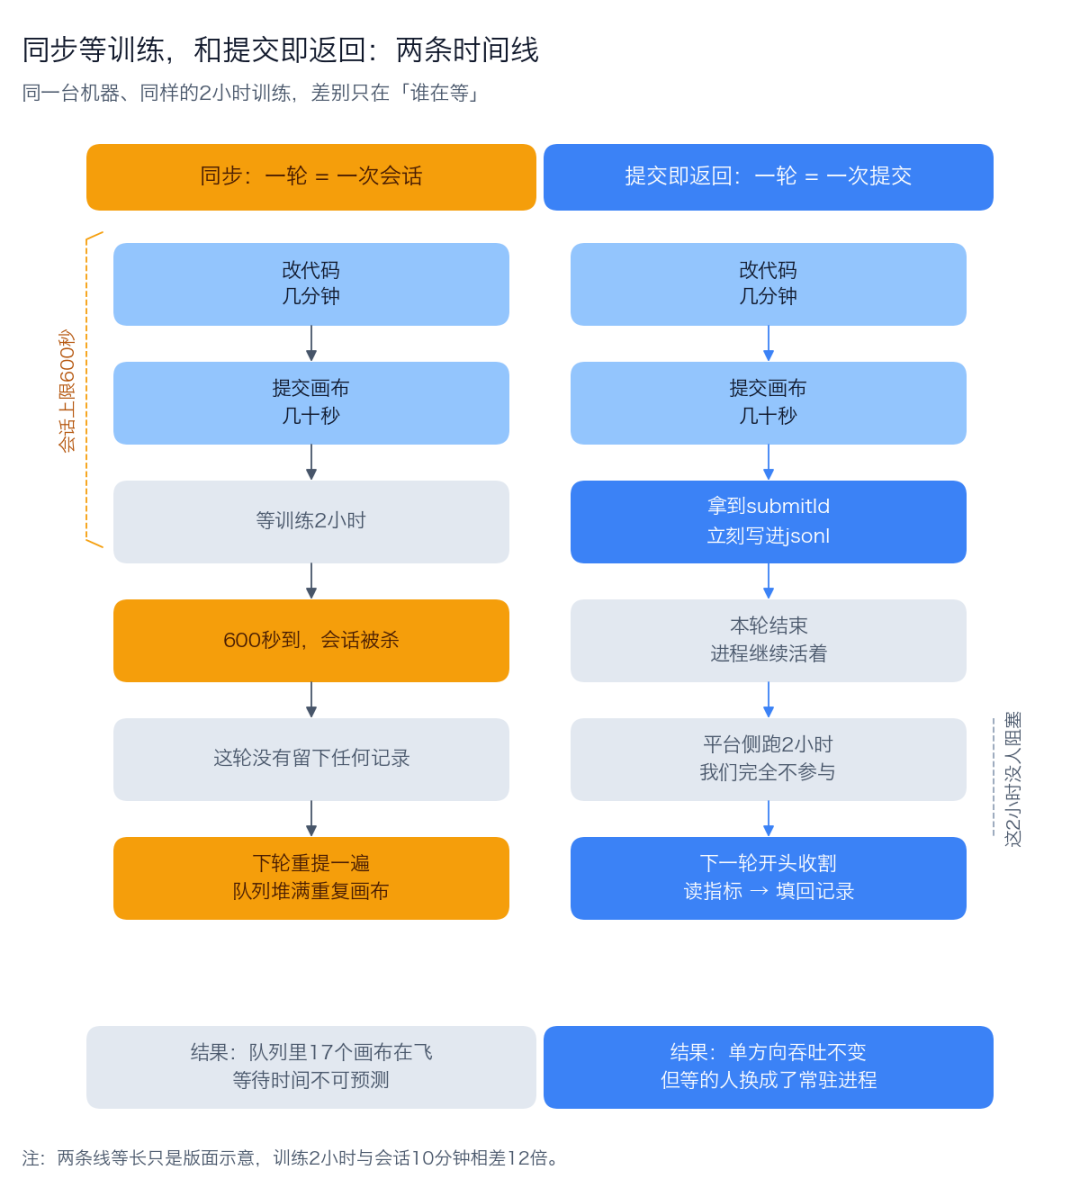 同步等训练，和提交即返回：两条时间线
同一台机器、同样的2小时训练，差别只在「谁在等」
同步：一轮 = 一次会话
会话上限600秒
改代码
几分钟
提交画布
几十秒
等训练2小时
600秒到，会话被杀
这轮没有留下任何记录
下轮重提一遍
队列堆满重复画布
结果：队列里17个画布在飞
等待时间不可预测
提交即返回：一轮 = 一次提交
改代码
几分钟
提交画布
几十秒
拿到submitId
立刻写进jsonl
本轮结束
进程继续活着
平台侧跑2小时
我们完全不参与
这2小时没人阻塞
下一轮开头收割
读指标 → 填回记录
结果：单方向吞吐不变
但等的人换成了常驻进程
注：两条线等长只是版面示意，训练2小时与会话10分钟相差12倍。